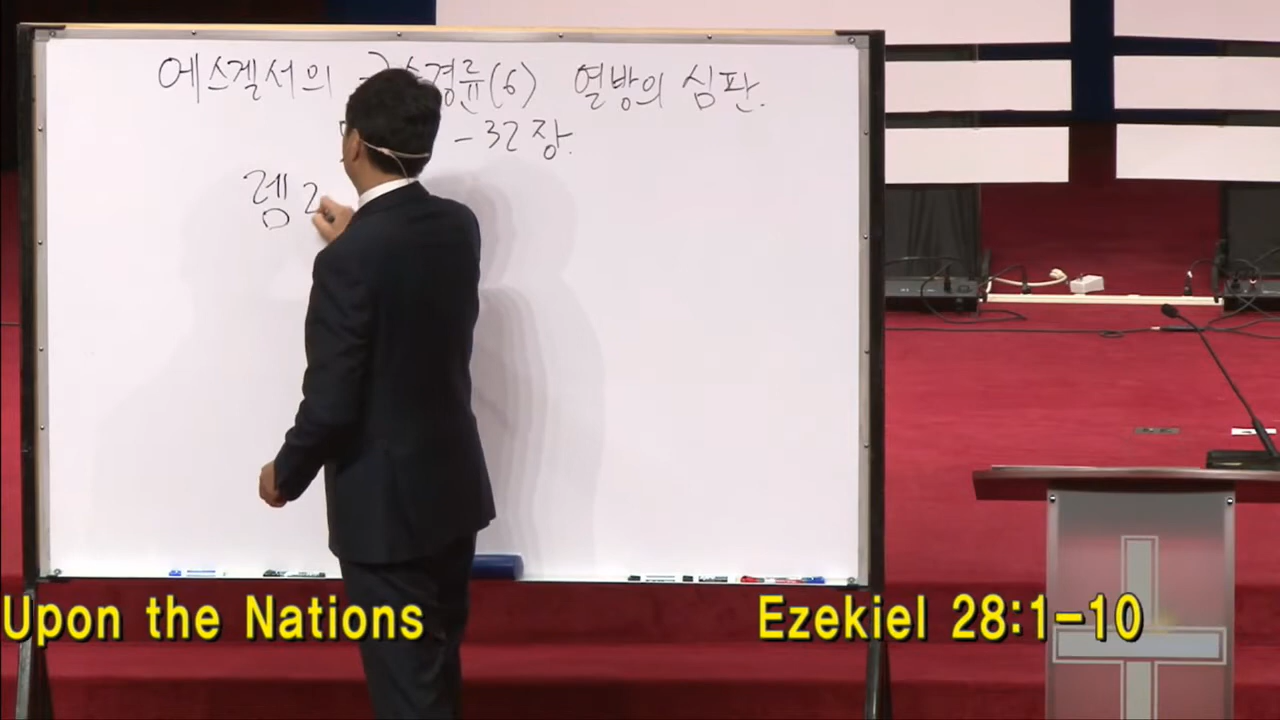 에스겔서의 경륜(6) 열방의 심판.
-32장.
렘 2
Upon the Nations Ezekiel 28:1-10